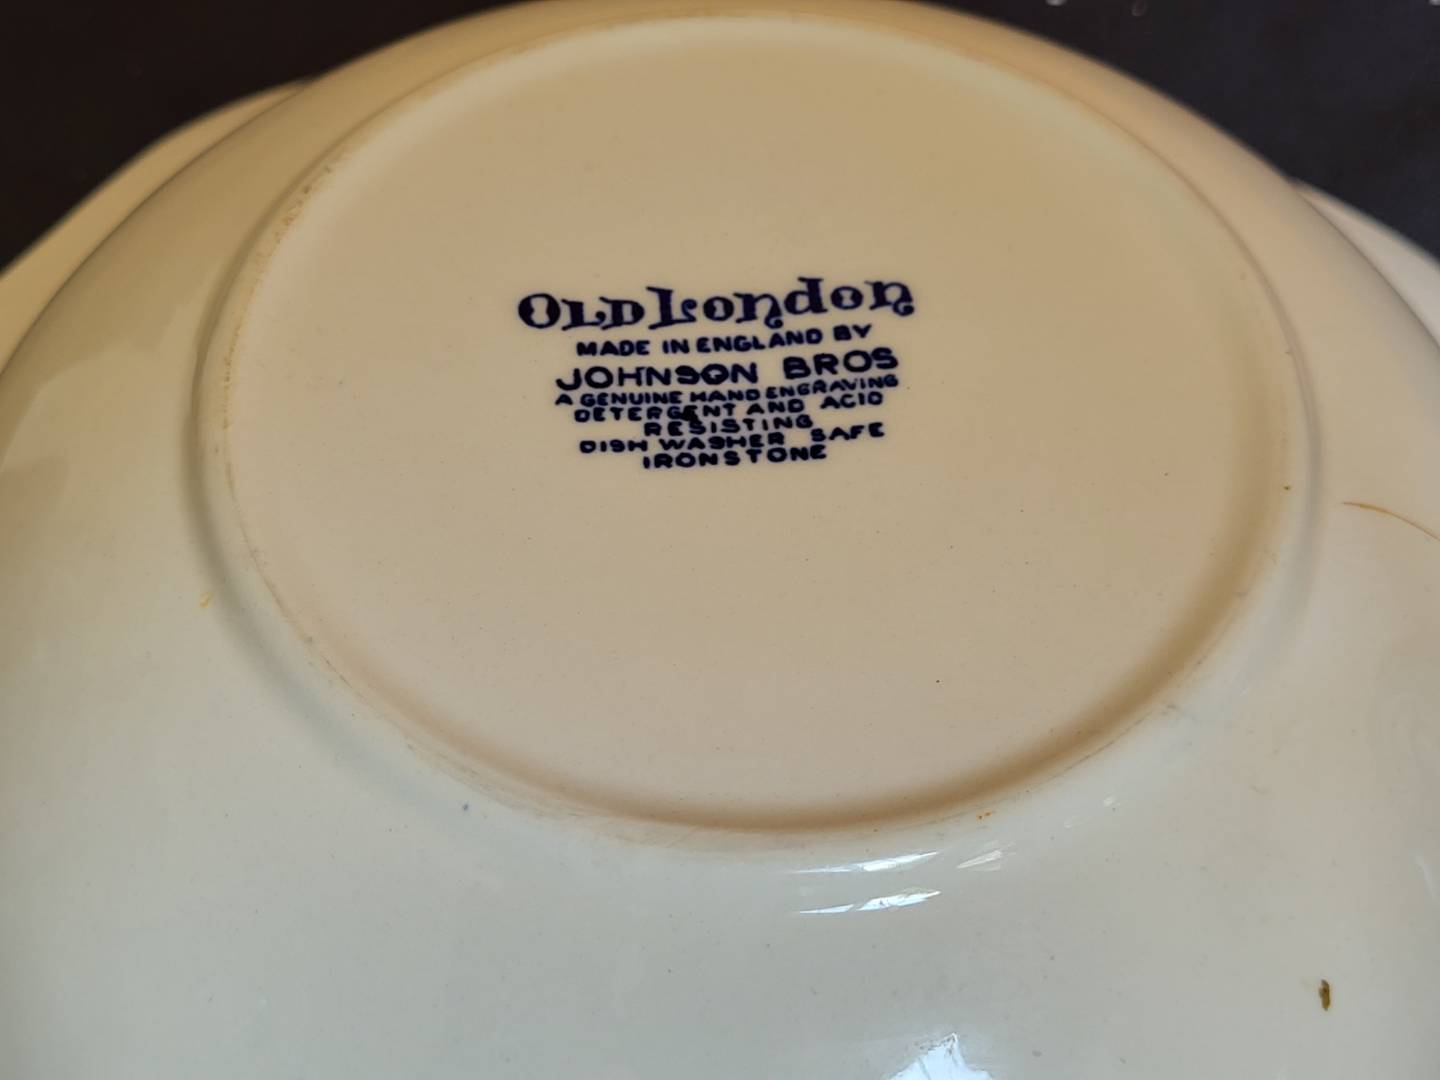 OLD London
MADE IN ENGLAND BY
JOHNSON BROS
A GENUINE HAND ENGRAVING
DETERGENT AND ACID
RESISTING
DISH WASHER SAFE
IRONSTONE